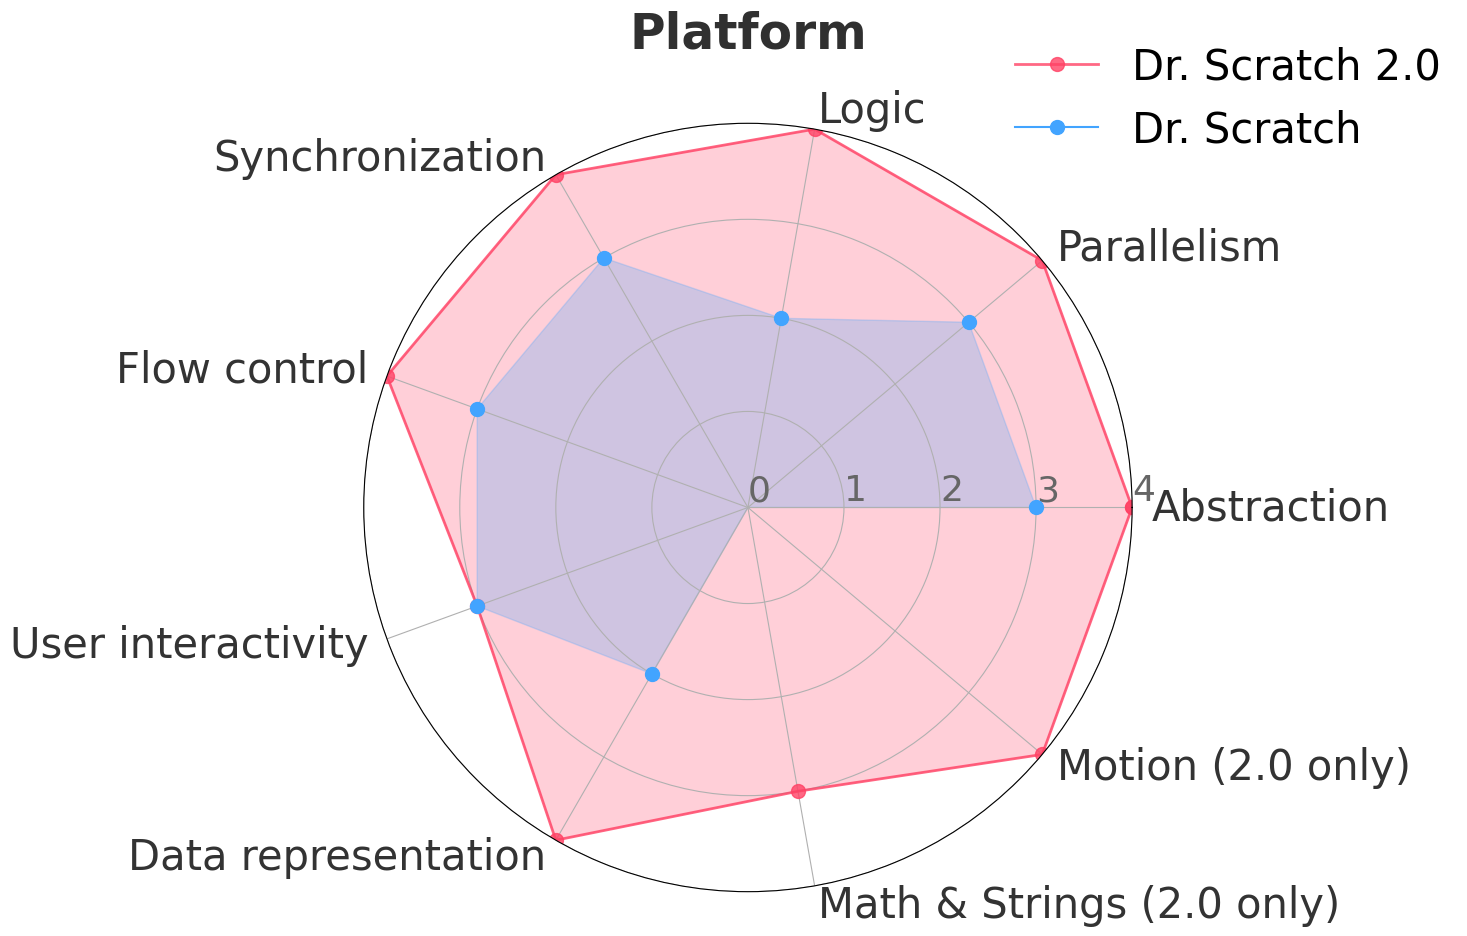 Platform
Dr. Scratch 2.0
Dr. Scratch
Logic
Synchronization
Parallelism
Flow control
0
1
2
3
4
Abstraction
User interactivity
Motion (2.0 only)
Data representation
Math & Strings (2.0 only)